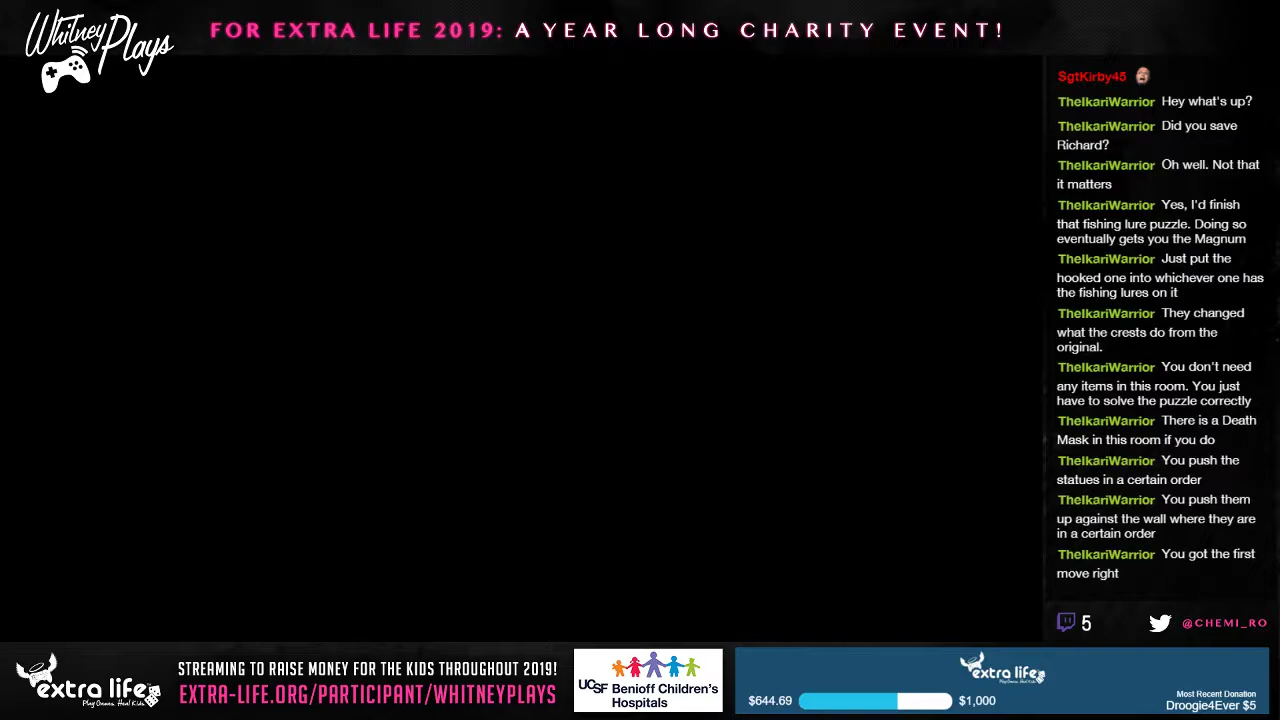 Whitney Plays
FOR EXTRA LIFE 2019: A YEAR LONG CHARITY EVENT!
SgtKirby45
TheIkariWarrior Hey what's up?
TheIkariWarrior Did you save
Richard?
TheIkariWarrior Oh well. Not that
it matters
TheIkariWarrior Yes, I'd finish
that fishing lure puzzle. Doing so
eventually gets you the Magnum
TheIkariWarrior Just put the
hooked one into whichever one has
the fishing lures on it
TheIkariWarrior They changed
what the crests do from the
original.
TheIkariWarrior You don't need
any items in this room. You just
have to solve the puzzle correctly
TheIkariWarrior There is a Death
Mask in this room if you do
TheIkariWarrior You push the
statues in a certain order
TheIkariWarrior You push them
up against the wall where they are
in a certain order
TheIkariWarrior You got the first
move right
5
@CHEMI_RO
extra life
Play Games. Heal Kids.
STREAMING TO RAISE MONEY FOR THE KIDS THROUGHOUT 2019!
EXTRA-LIFE.ORG/PARTICIPANT/WHITNEYPLAYS
UCSF Benioff Children's
Hospitals
extra life
Play Games. Heal Kids.
$644.69
$1,000
Most Recent Donation
Droogie4Ever $5